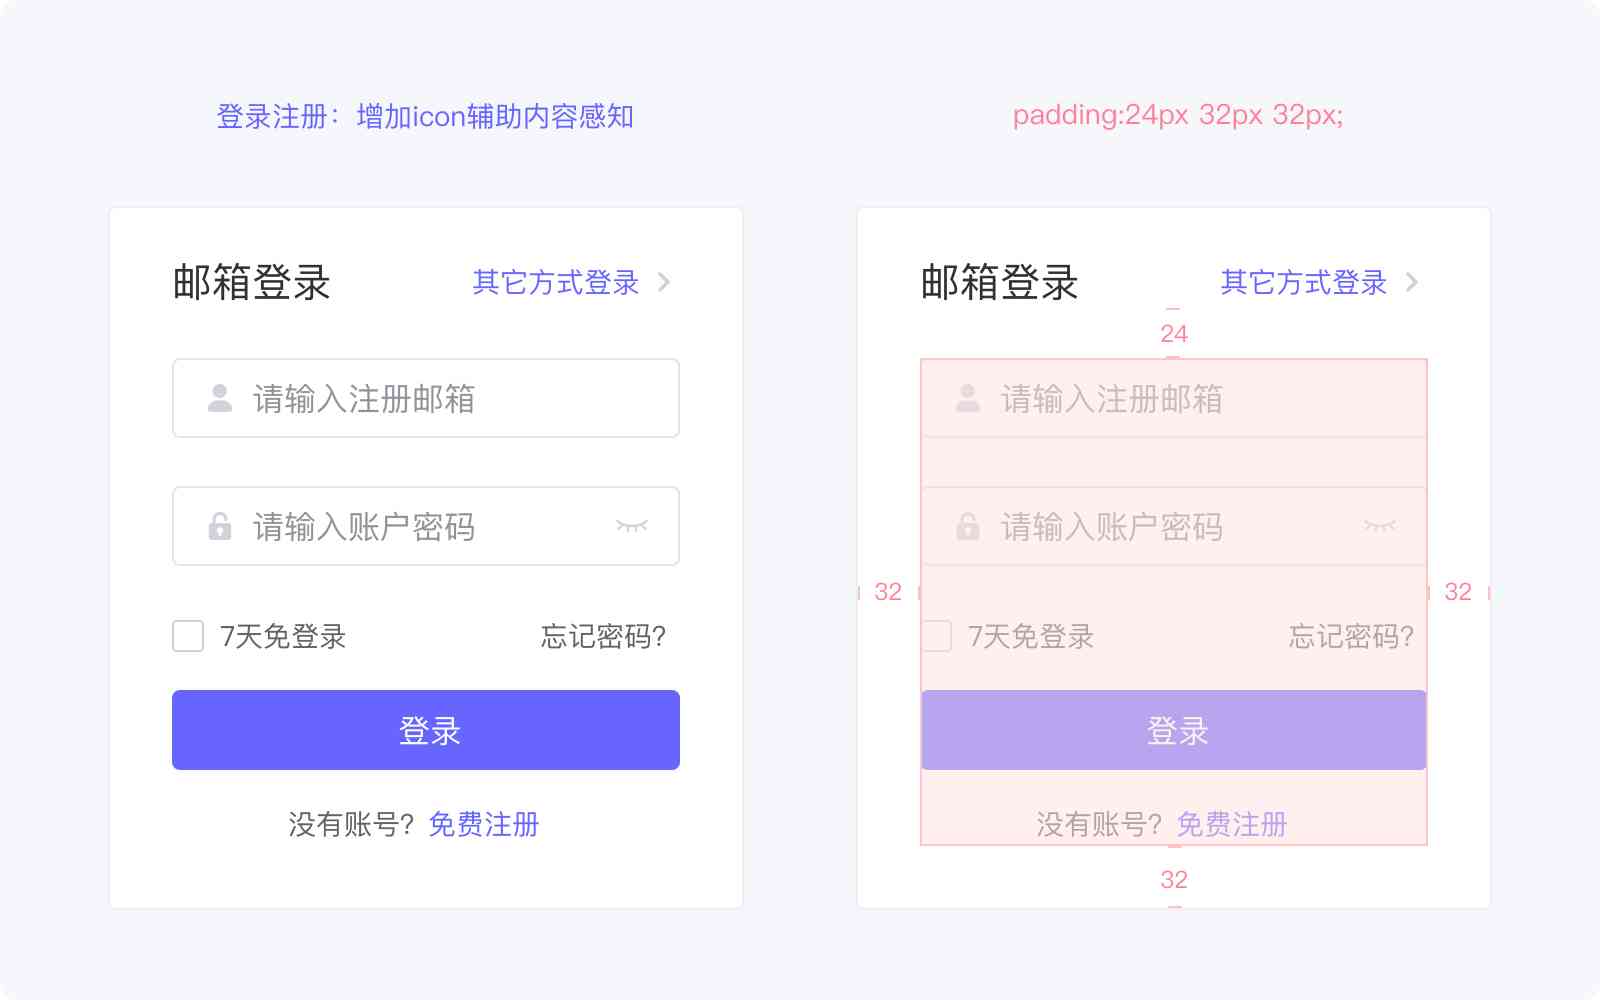 登录注册：增加icon辅助内容感知
邮箱登录
其它方式登录
请输入注册邮箱
请输入账户密码
7天免登录
忘记密码?
登录
没有账号? 免费注册
padding:24px 32px 32px;
邮箱登录
其它方式登录
24
请输入注册邮箱
请输入账户密码
32
32
7天免登录
忘记密码?
登录
没有账号? 免费注册
32